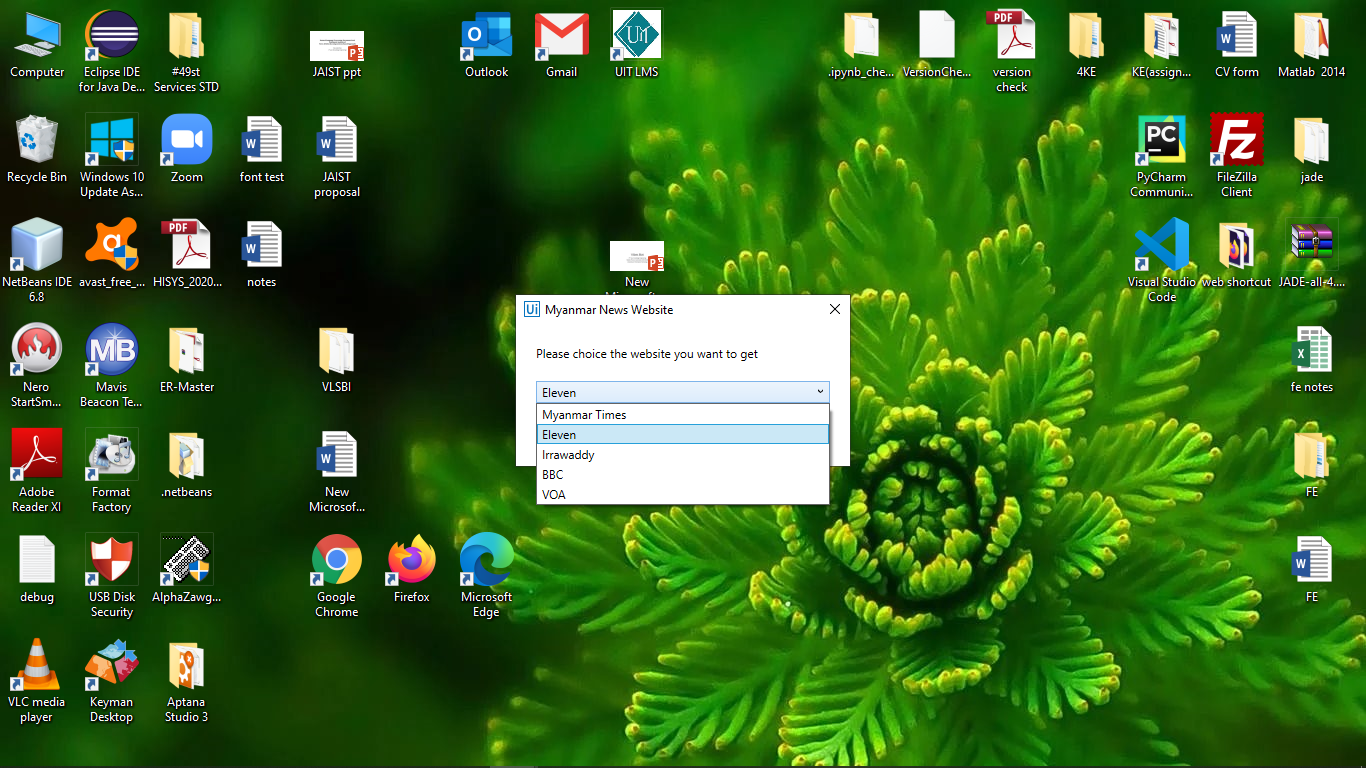 Computer
Eclipse IDE
for Java De...
#49st
Services STD
JAIST ppt
Outlook
Gmail
UIT LMS
.ipynb_che...
VersionChe...
version
check
4KE
KE(assign...
CV form
Matlab 2014
Recycle Bin
Windows 10
Update As...
Zoom
font test
JAIST
proposal
PyCharm
Communi...
FileZilla
Client
jade
NetBeans IDE
6.8
avast_free_...
HISYS_2020...
notes
New
Visual Studio
Code
web shortcut
JADE-all-4....
Ui Myanmar News Website
Please choice the website you want to get
Eleven
Myanmar Times
Eleven
Irrawaddy
BBC
VOA
Nero
StartSm...
Mavis
Beacon Te...
ER-Master
VLSBI
fe notes
Adobe
Reader XI
Format
Factory
.netbeans
New
Microsof...
FE
debug
USB Disk
Security
AlphaZawg...
Google
Chrome
Firefox
Microsoft
Edge
FE
VLC media
player
Keyman
Desktop
Aptana
Studio 3